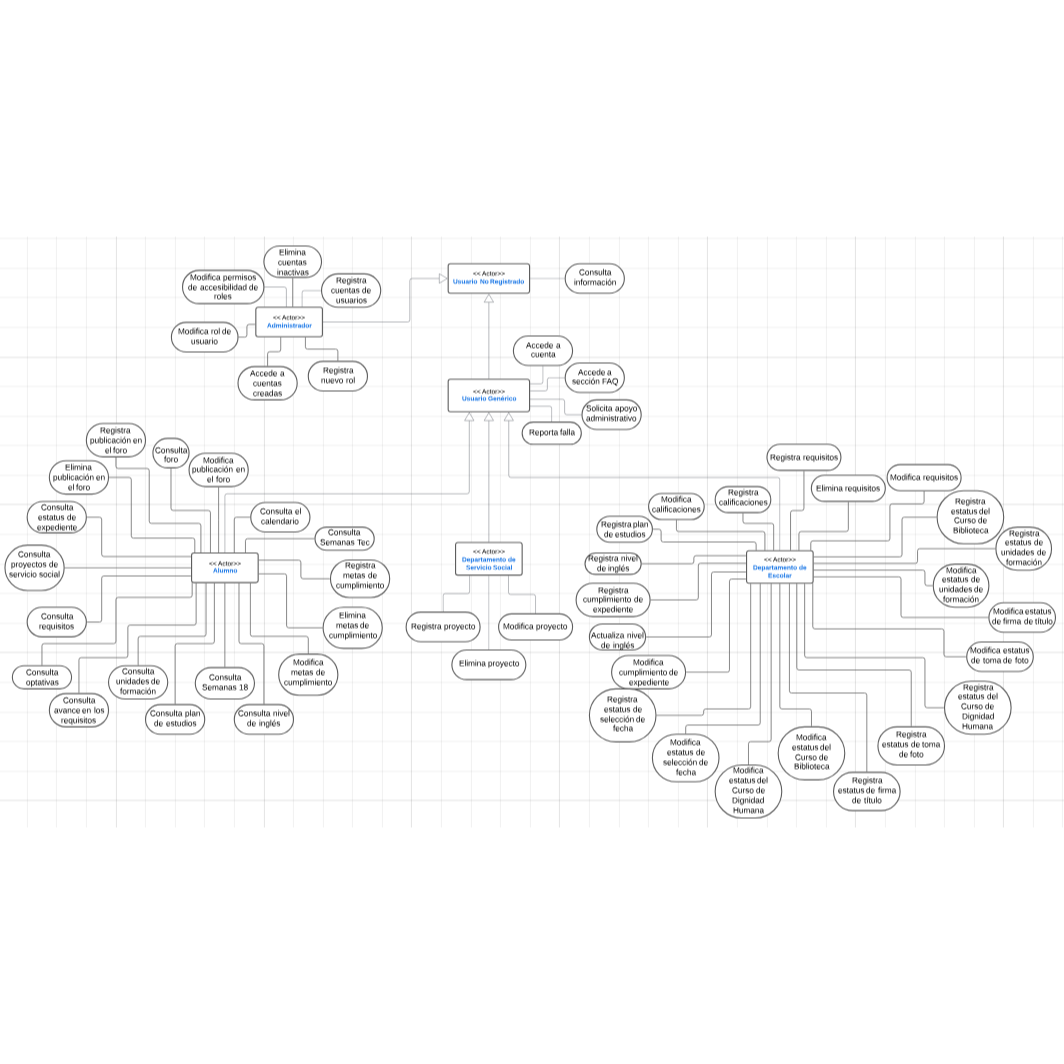 Elimina
cuentas
inactivas
Modifica permisos
de accesibilidad de
roles
Registra
cuentas de
usuarios
<< Actor>>
Administrador
Modifica rol de
usuario
Accede a
cuentas
creadas
Registra
nuevo rol
<< Actor>>
Usuario No Registrado
Consulta
información
Accede a
cuenta
Accede a
sección FAQ
<< Actor>>
Usuario Genérico
Solicita apoyo
administrativo
Reporta falla
Registra
publicación en
el foro
Consulta
foro
Modifica
publicación en
el foro
Elimina
publicación en
el foro
Consulta
estatus de
expediente
Consulta el
calendario
Consulta
Semanas Tec
Consulta
proyectos de
servicio social
<< Actor>>
Alumno
Registra
metas de
cumplimiento
Consulta
requisitos
Elimina
metas de
cumplimiento
Consulta
optativas
Consulta
unidades de
formación
Consulta
Semanas 18
Modifica
metas de
cumplimiento
Consulta
avance en los
requisitos
Consulta plan
de estudios
Consulta nivel
de inglés
<< Actor>>
Departamento de
Servicio Social
Registra proyecto
Modifica proyecto
Elimina proyecto
Registra requisitos
Elimina requisitos
Modifica requisitos
Modifica
calificaciones
Registra
calificaciones
Registra
estatus del
Curso de
Biblioteca
Registra plan
de estudios
Registra
estatus de
unidades de
formación
Registra nivel
de inglés
<< Actor>>
Departamento de
Escolar
Modifica
estatus de
unidades de
formación
Registra
cumplimiento de
expediente
Modifica estatus
de firma de título
Actualiza nivel
de inglés
Modifica estatus
de toma de foto
Modifica
cumplimiento de
expediente
Registra
estatus de
selección de
fecha
Registra
estatus del
Curso de
Dignidad
Humana
Modifica
estatus de
selección de
fecha
Modifica
estatus del
Curso de
Biblioteca
Registra
estatus de toma
de foto
Modifica
estatus del
Curso de
Dignidad
Humana
Registra
estatus de firma
de título